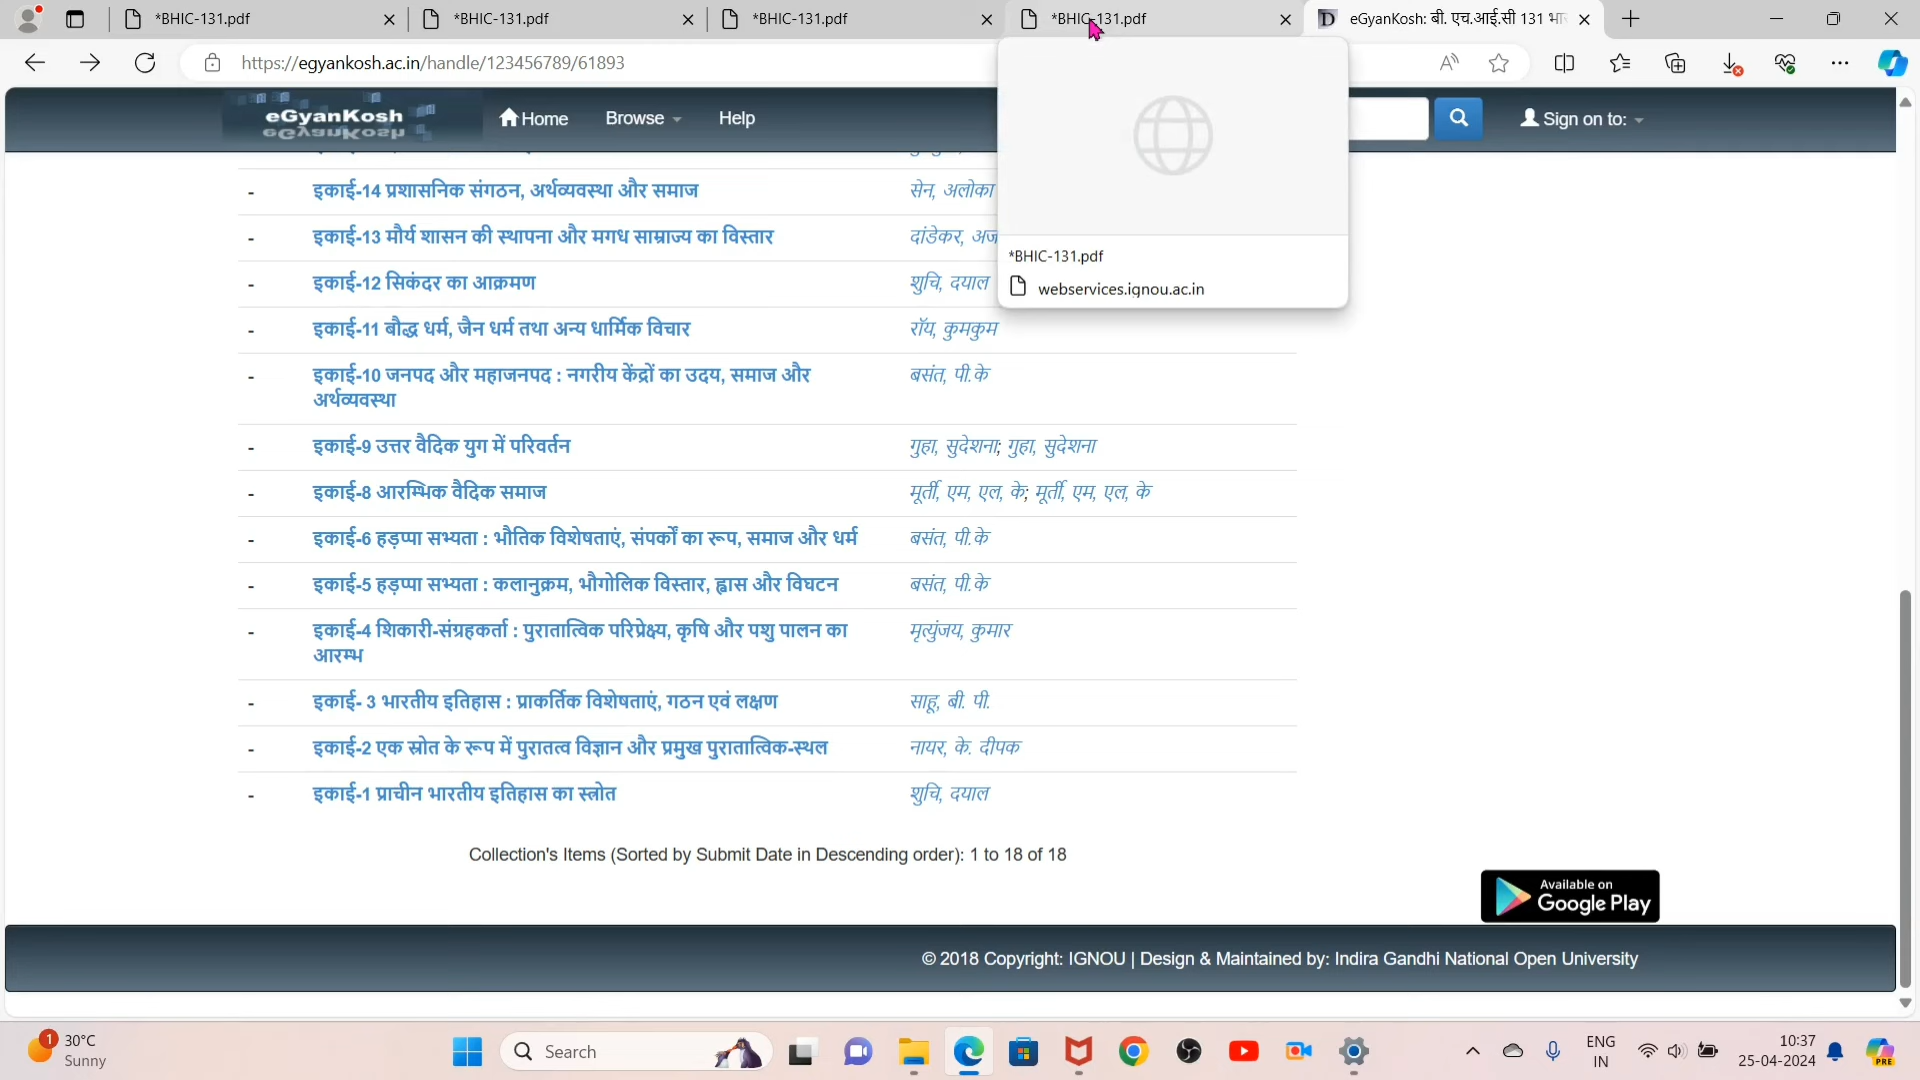 *BHIC-131.pdf *BHIC-131.pdf *BHIC-131.pdf *BHIC-131.pdf eGyanKosh: बी. एच.आई.सी 131
https://egyankosh.ac.in/handle/123456789/61893
eGyanKosh Home Browse Help Sign on to:
- इकाई-14 प्रशासनिक संगठन, अर्थव्यवस्था और समाज सेन, अलोका
- इकाई-13 मौर्य शासन की स्थापना और मगध साम्राज्य का विस्तार दांडेकर,
*BHIC-131.pdf
- इकाई-12 सिकंदर का आक्रमण शुचि, दयाल
webservices.ignou.ac.in
- इकाई-11 बौद्ध धर्म, जैन धर्म तथा अन्य धार्मिक विचार रॉय, कुमकुम
- इकाई-10 जनपद और महाजनपद : नगरीय केंद्रों का उदय, समाज और बसंत, पी.के
अर्थव्यवस्था
- इकाई-9 उत्तर वैदिक युग में परिवर्तन गुहा, सुदेशना; गुहा, सुदेशना
- इकाई-8 आरम्भिक वैदिक समाज मूर्ती, एम, एल, के; मूर्ती, एम, एल, के
- इकाई-6 हड़प्पा सभ्यता : भौतिक विशेषताएं, संपर्कों का रूप, समाज और धर्म बसंत, पी.के
- इकाई-5 हड़प्पा सभ्यता : कलानुक्रम, भौगोलिक विस्तार, ह्वास और विघटन बसंत, पी.के
- इकाई-4 शिकारी-संग्रहकर्ता : पुरातात्विक परिप्रेक्ष्य, कृषि और पशु पालन का मृत्युंजय, कुमार
आरम्भ
- इकाई- 3 भारतीय इतिहास : प्राकर्तिक विशेषताएं, गठन एवं लक्षण साहू, बी. पी.
- इकाई-2 एक स्रोत के रूप में पुरातत्व विज्ञान और प्रमुख पुरातात्विक-स्थल नायर, के. दीपक
- इकाई-1 प्राचीन भारतीय इतिहास का स्त्रोत शुचि, दयाल
Collection's Items (Sorted by Submit Date in Descending order): 1 to 18 of 18
Available on
Google Play
© 2018 Copyright: IGNOU | Design & Maintained by: Indira Gandhi National Open University
1 30°C
Sunny
Search
ENG
IN
10:37
25-04-2024
PRE